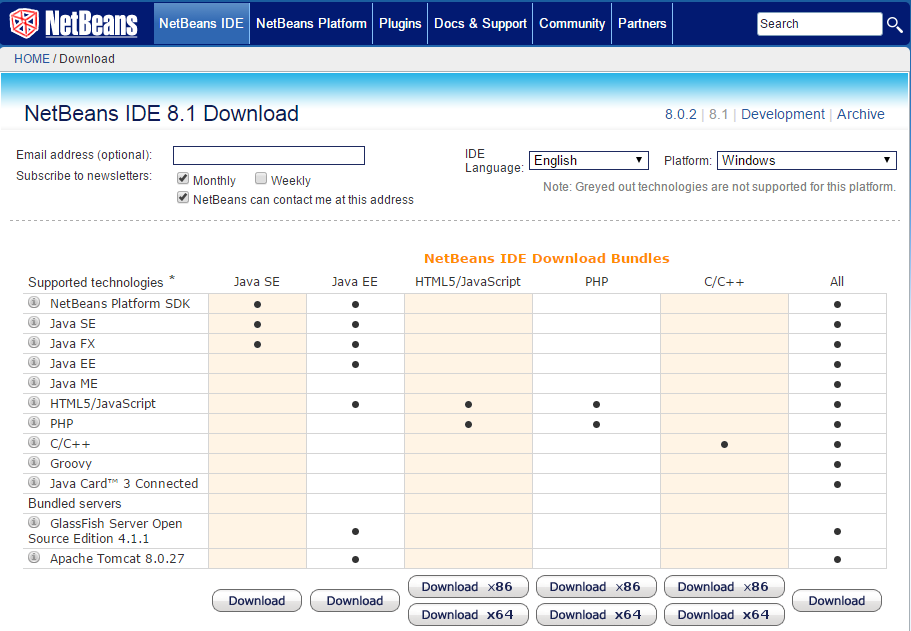 NetBeans NetBeans IDE NetBeans Platform Plugins Docs & Support Community Partners Search
HOME / Download
NetBeans IDE 8.1 Download 8.0.2 | 8.1 | Development | Archive
Email address (optional): IDE Language: English Platform: Windows
Subscribe to newsletters: Monthly Weekly
Note: Greyed out technologies are not supported for this platform.
NetBeans can contact me at this address
NetBeans IDE Download Bundles
Supported technologies * Java SE Java EE HTML5/JavaScript PHP C/C++ All
NetBeans Platform SDK • • •
Java SE • • •
Java FX • • •
Java EE • •
Java ME •
HTML5/JavaScript • • • •
PHP • • •
C/C++ • •
Groovy •
Java Card™ 3 Connected •
Bundled servers
GlassFish Server Open
Source Edition 4.1.1 • •
Apache Tomcat 8.0.27 • •
Download Download Download x86 Download x86 Download x86 Download
Download x64 Download x64 Download x64